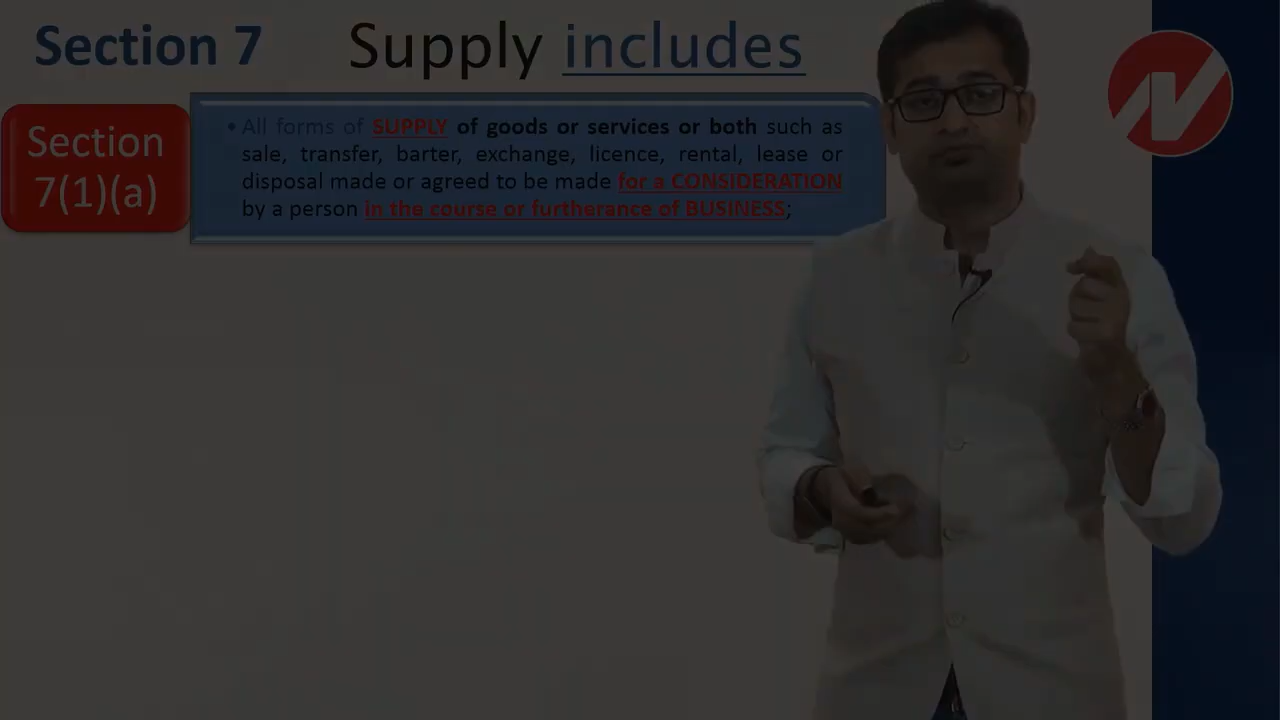 Section 7 Supply includes
Section
7(1)(a)
• All forms of SUPPLY of goods or services or both such as
sale, transfer, barter, exchange, licence, rental, lease or
disposal made or agreed to be made for a CONSIDERATION
by a person in the course or furtherance of BUSINESS;